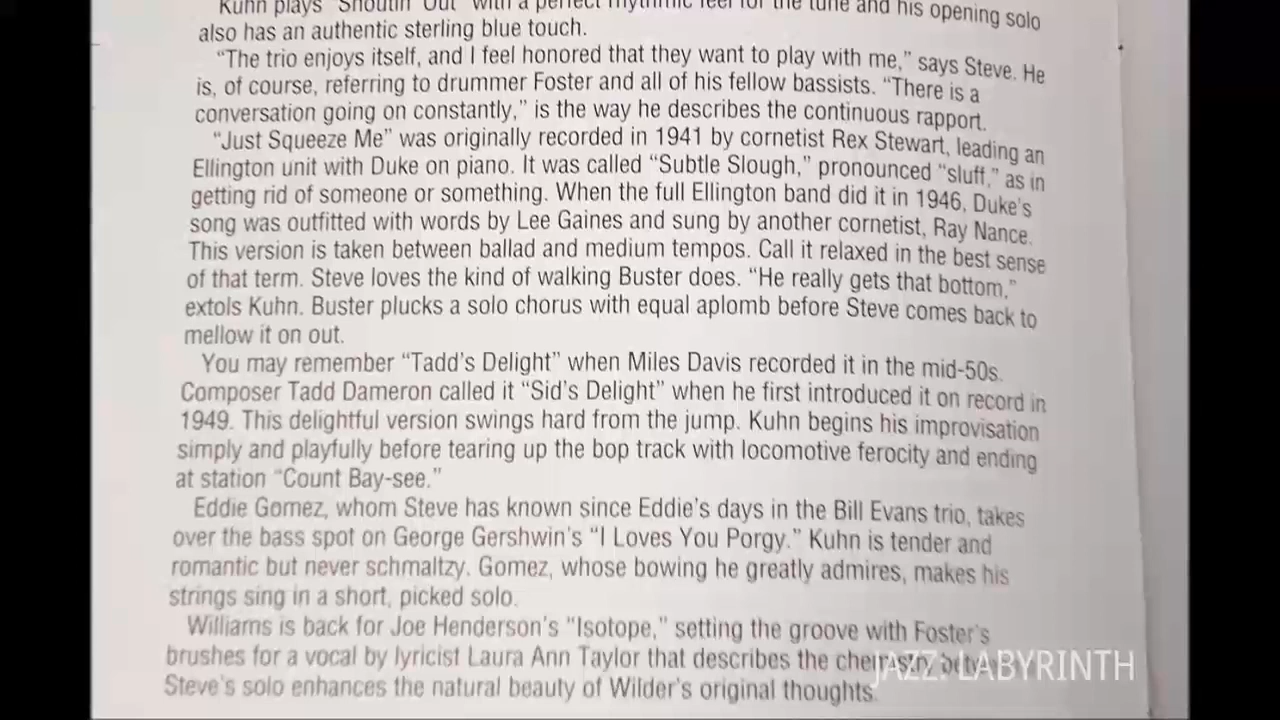 Kuhn plays "Shoutin' Out" with a perfect rhythmic feel for the tune and his opening solo
also has an authentic sterling blue touch.
"The trio enjoys itself, and I feel honored that they want to play with me," says Steve. He
is, of course, referring to drummer Foster and all of his fellow bassists. "There is a
conversation going on constantly," is the way he describes the continuous rapport.
"Just Squeeze Me" was originally recorded in 1941 by cornetist Rex Stewart, leading an
Ellington unit with Duke on piano. It was called "Subtle Slough," pronounced "sluff," as in
getting rid of someone or something. When the full Ellington band did it in 1946, Duke's
song was outfitted with words by Lee Gaines and sung by another cornetist, Ray Nance.
This version is taken between ballad and medium tempos. Call it relaxed in the best sense
of that term. Steve loves the kind of walking Buster does. "He really gets that bottom,"
extols Kuhn. Buster plucks a solo chorus with equal aplomb before Steve comes back to
mellow it on out.
You may remember "Tadd's Delight" when Miles Davis recorded it in the mid-50s.
Composer Tadd Dameron called it "Sid's Delight" when he first introduced it on record in
1949. This delightful version swings hard from the jump. Kuhn begins his improvisation
simply and playfully before tearing up the bop track with locomotive ferocity and ending
at station "Count Bay-see."
Eddie Gomez, whom Steve has known since Eddie's days in the Bill Evans trio, takes
over the bass spot on George Gershwin's "I Loves You Porgy." Kuhn is tender and
romantic but never schmaltzy. Gomez, whose bowing he greatly admires, makes his
strings sing in a short, picked solo.
Williams is back for Joe Henderson's "Isotope," setting the groove with Foster's
brushes for a vocal by lyricist Laura Ann Taylor that describes the chemistry
JAZZ. LABYRINTH
Steve's solo enhances the natural beauty of Wilder's original thoughts.